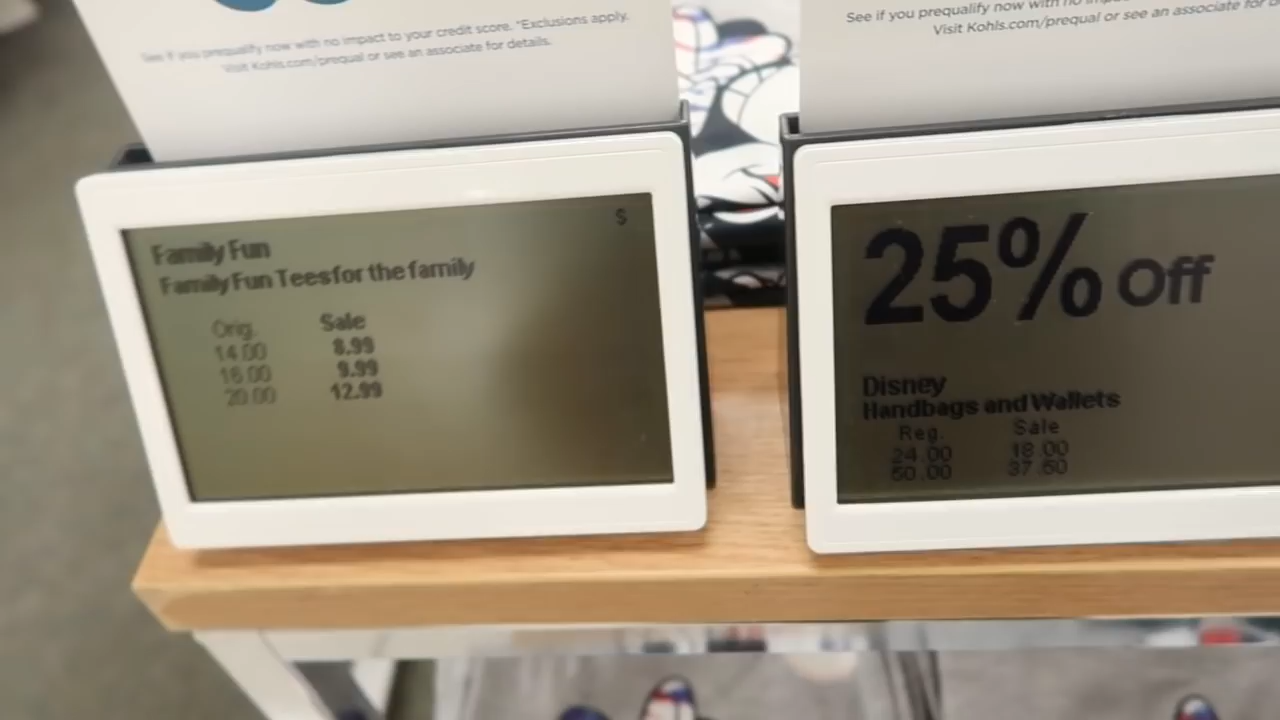 See if you prequalify now with no impact to your credit score. *Exclusions apply.
Visit Kohls.com/prequal or see an associate for details.
See if you prequalify now with no
Visit Kohls.com/prequal or see an associate for
$
Family Fun
Family Fun Tees for the family
Orig. Sale
14.00 8.99
16.00 9.99
20.00 12.99
25% Off
Disney
Handbags and Wallets
Reg. Sale
24.00 18.00
50.00 37.50